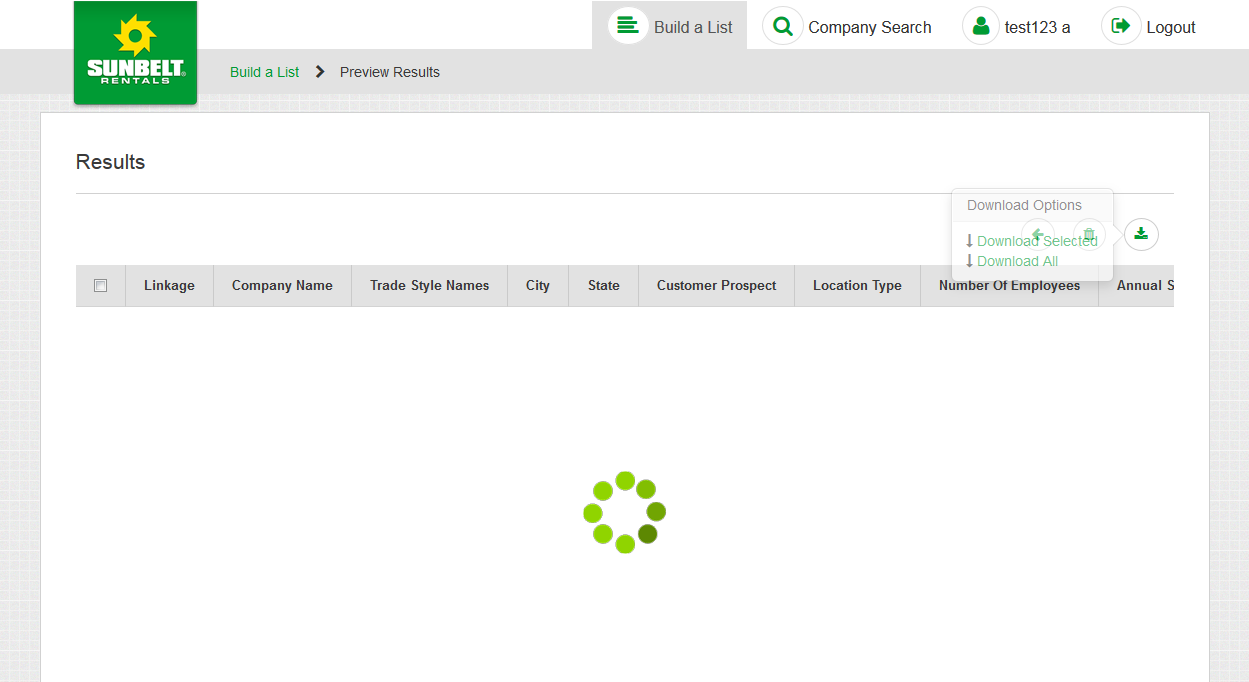 Build a List
Company Search
test123 a
Logout
SUNBELT®
RENTALS
Build a List
Preview Results
Results
Download Options
Download Selected
Download All
Linkage
Company Name
Trade Style Names
City
State
Customer Prospect
Location Type
Number Of Employees
Annual S